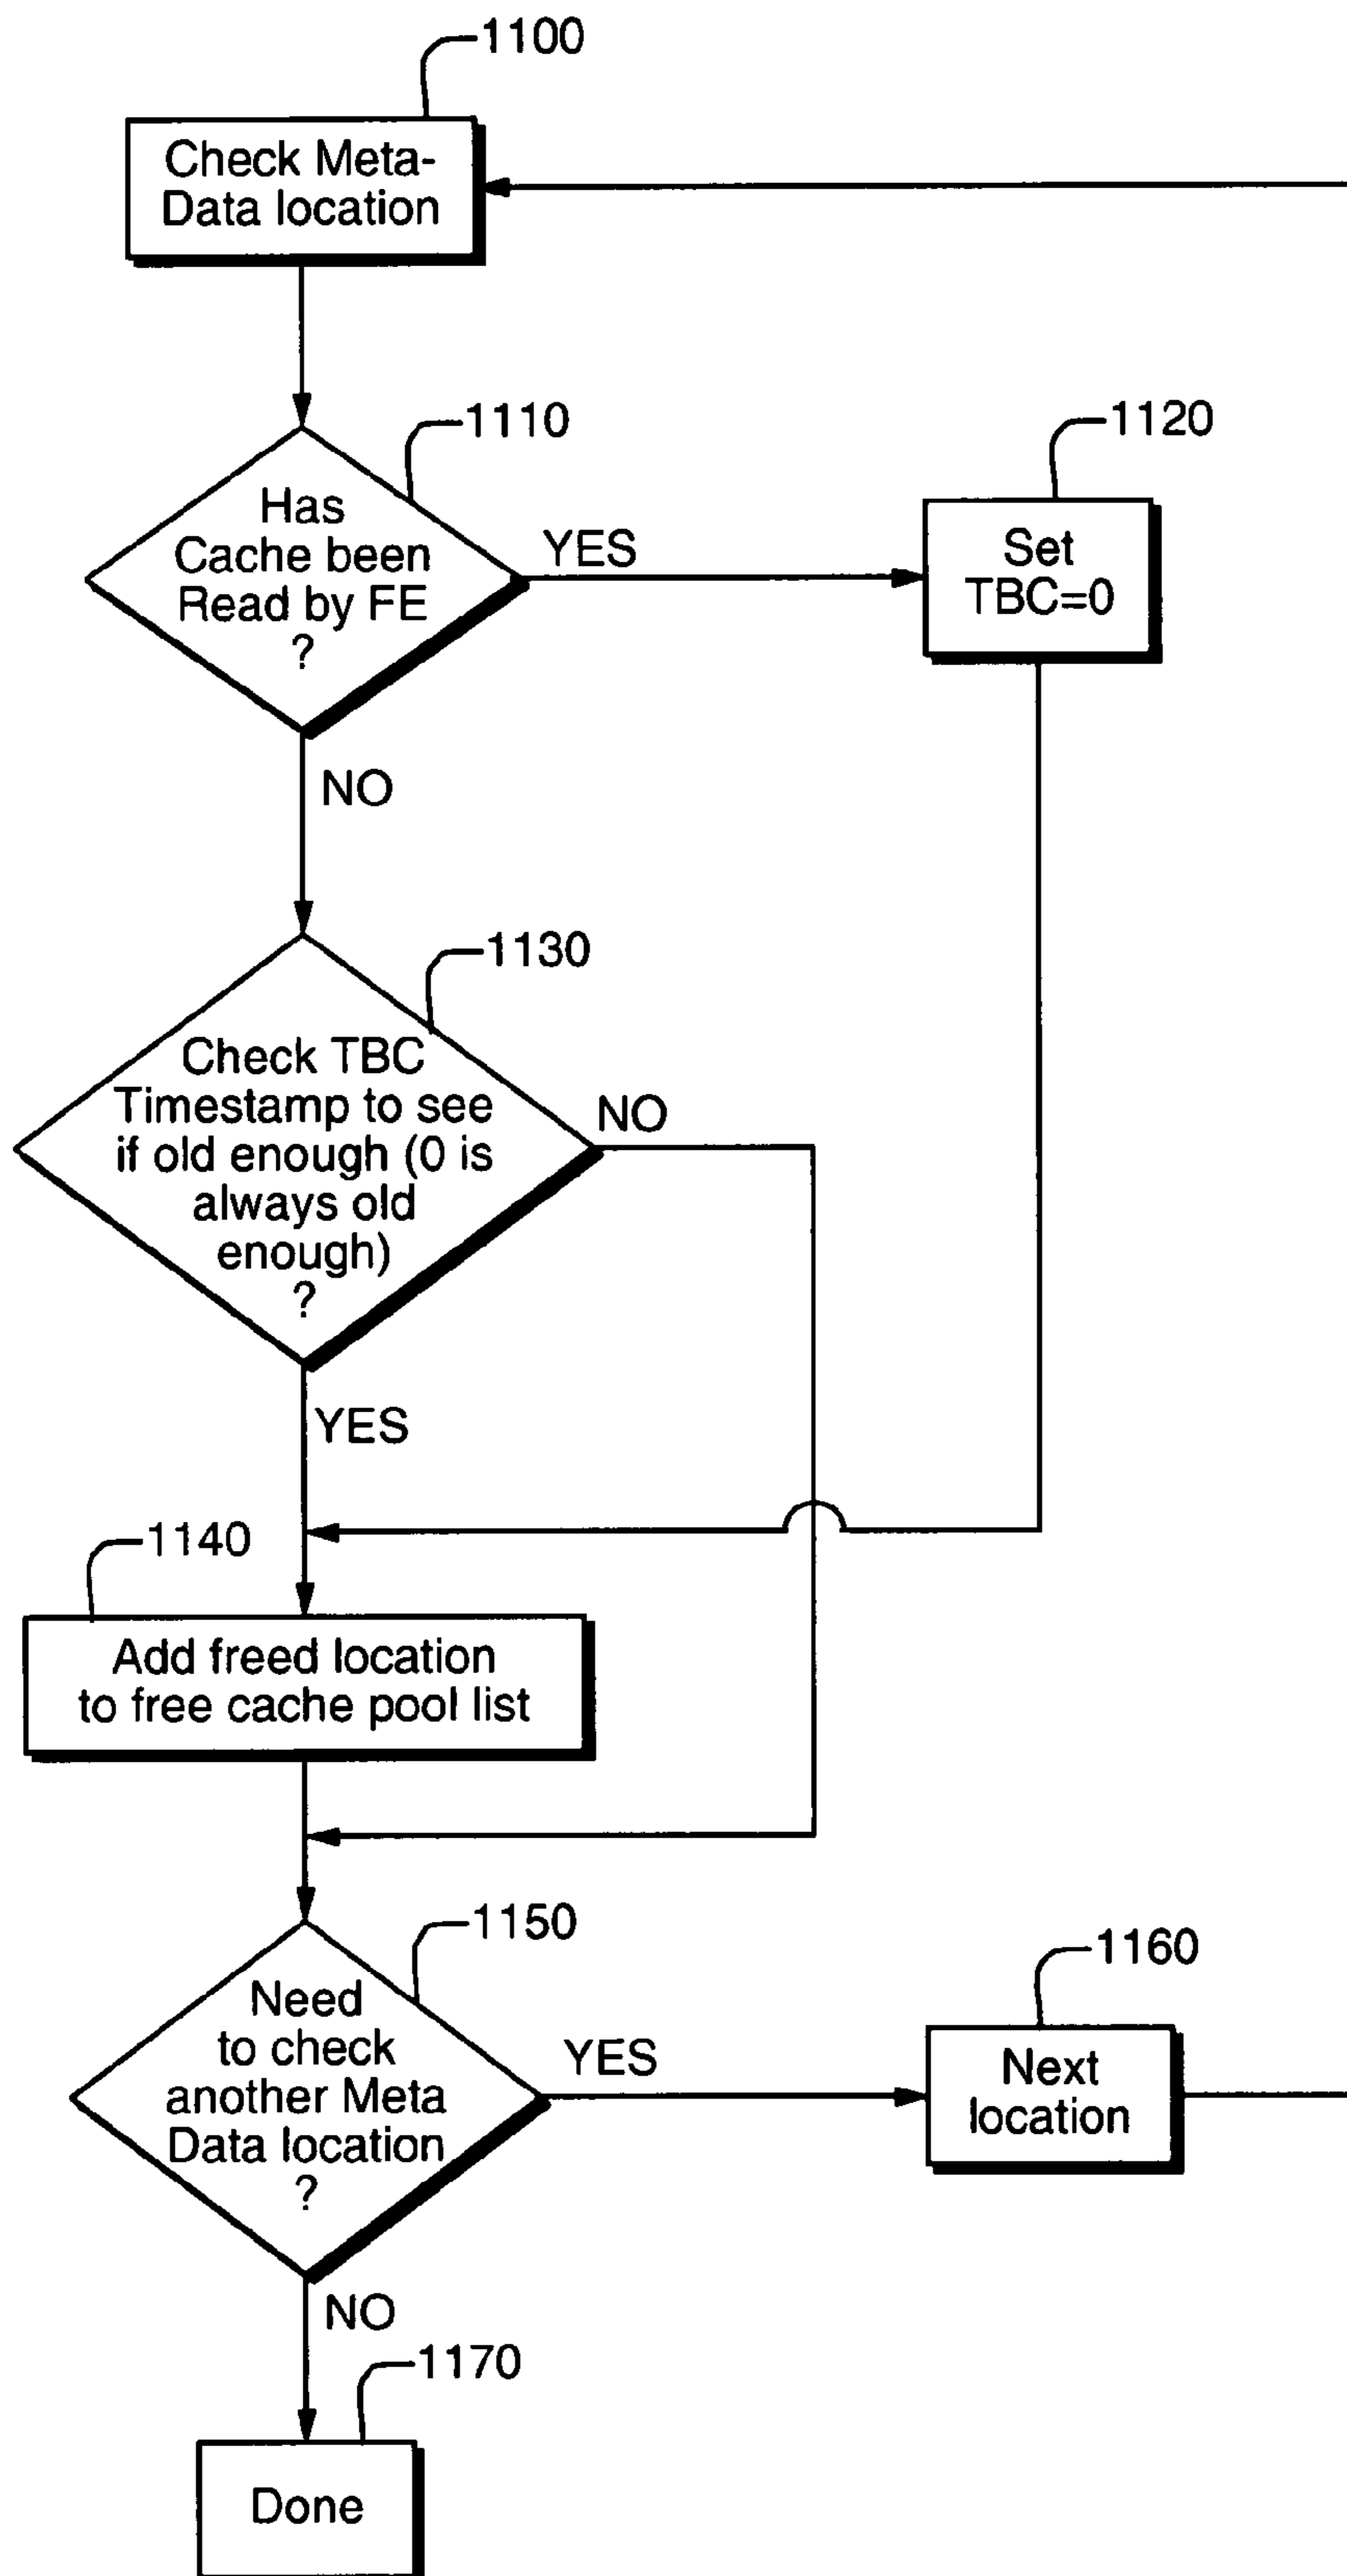 1100
Check Meta-
Data location
1110
Has
Cache been
Read by FE
?
YES
1120
Set
TBC=0
NO
1130
Check TBC
Timestamp to see
if old enough (0 is
always old
enough)
?
NO
YES
1140
Add freed location
to free cache pool list
1150
Need
to check
another Meta
Data location
?
YES
1160
Next
location
NO
1170
Done